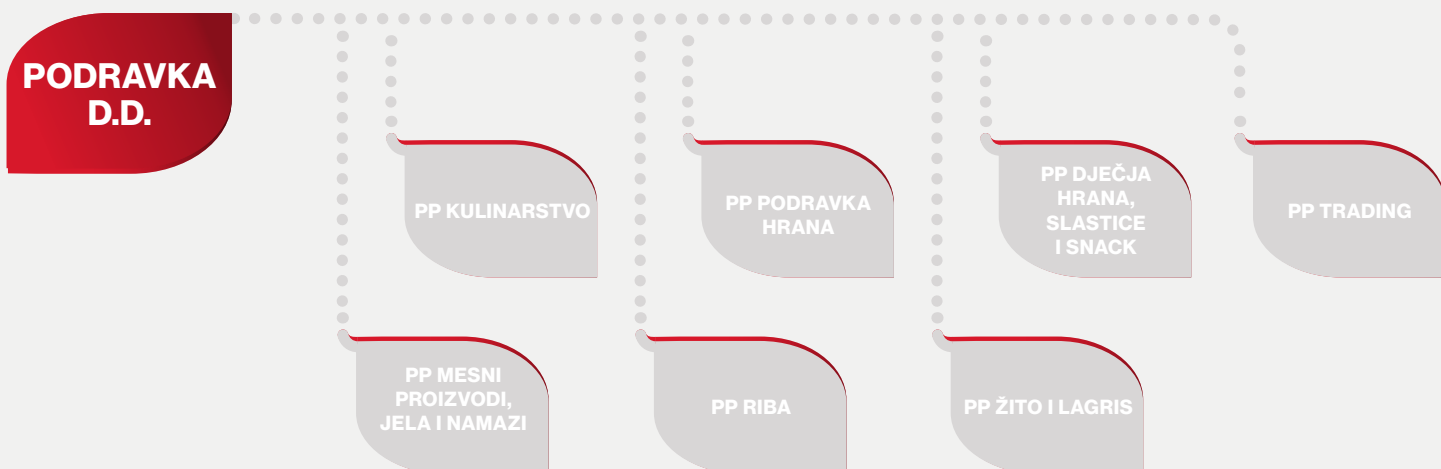 PODRAVKA
D.D.
PP KULINARSTVO
PP PODRAVKA
HRANA
PP DJEČJA
HRANA,
SLASTICE
I SNACK
PP TRADING
PP MESNI
PROIZVODI,
JELA I NAMAZI
PP RIBA
PP ŽITO I LAGRIS